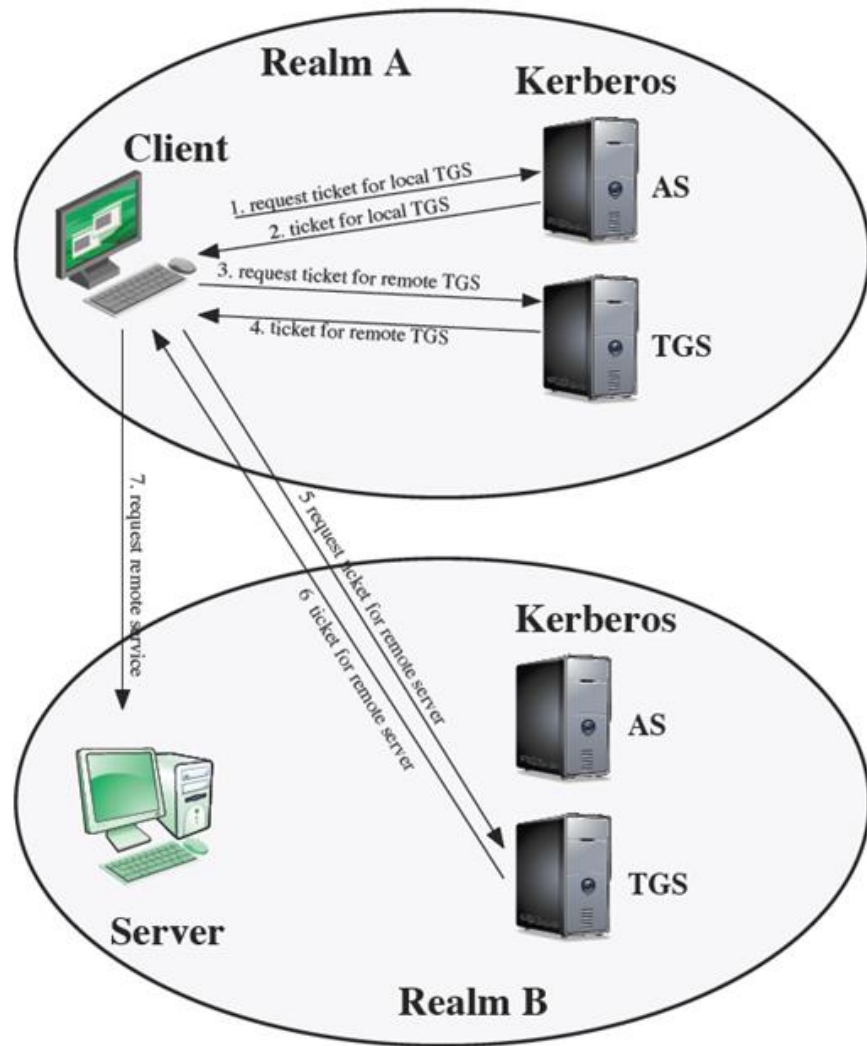 Realm A
Kerberos
Client
1. request ticket for local TGS
AS
2. ticket for local TGS
3. request ticket for remote TGS
4. ticket for remote TGS
TGS
7. request remote service
5 request ticket for remote server
6 ticket for remote server
Kerberos
AS
TGS
Server
Realm B